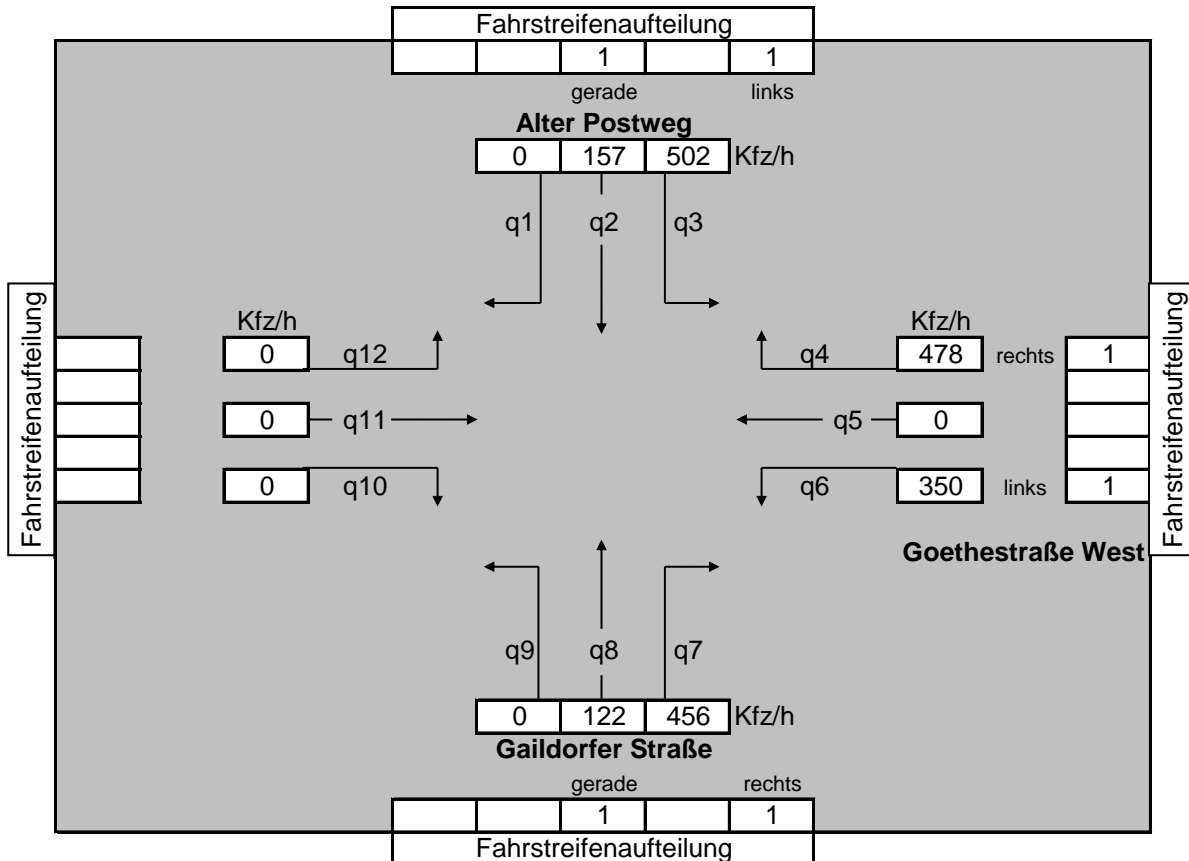 Fahrstreifenaufteilung
1 1
gerade links
Alter Postweg
0 157 502 Kfz/h
q1 q2 q3
Fahrstreifenaufteilung
Kfz/h
0 q12
0 q11
0 q10
Kfz/h
q4 478 rechts 1
q5 0
q6 350 links 1
Fahrstreifenaufteilung
Goethestraße West
q9 q8 q7
0 122 456 Kfz/h
Gaildorfer Straße
gerade rechts
1 1
Fahrstreifenaufteilung